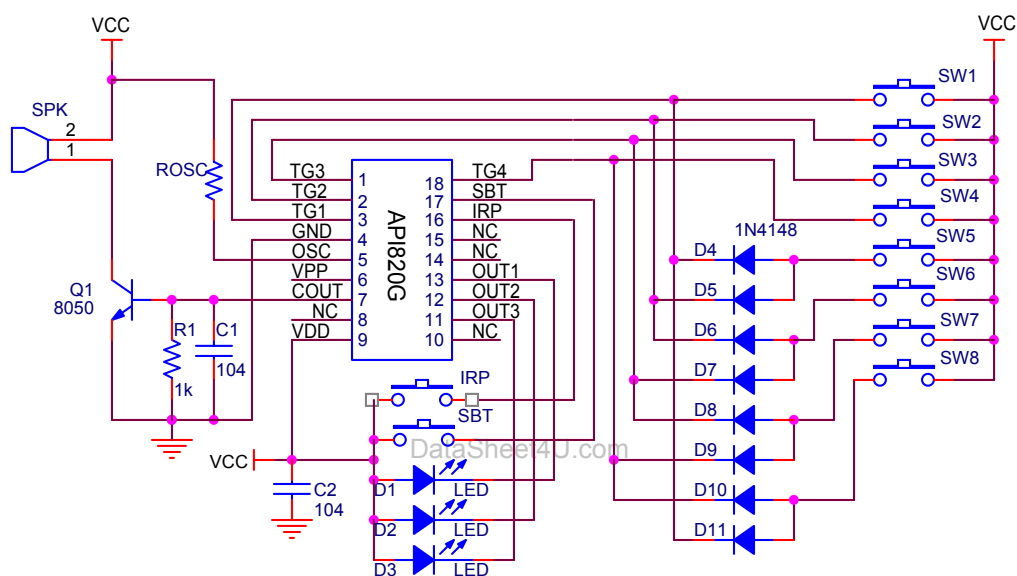 VCC
VCC
SPK
2
1
ROSC
TG3
TG2
TG1
GND
OSC
VPP
COUT
NC
VDD
1
2
3
4
5
6
7
8
9
API820G
18
17
16
15
14
13
12
11
10
TG4
SBT
IRP
NC
NC
OUT1
OUT2
OUT3
NC
SW1
SW2
SW3
SW4
SW5
SW6
SW7
SW8
1N4148
D4
D5
D6
D7
D8
D9
D10
D11
Q1
8050
R1
1k
C1
104
IRP
SBT
DataSheet4U.com
VCC
C2
104
D1
LED
D2
LED
D3
LED